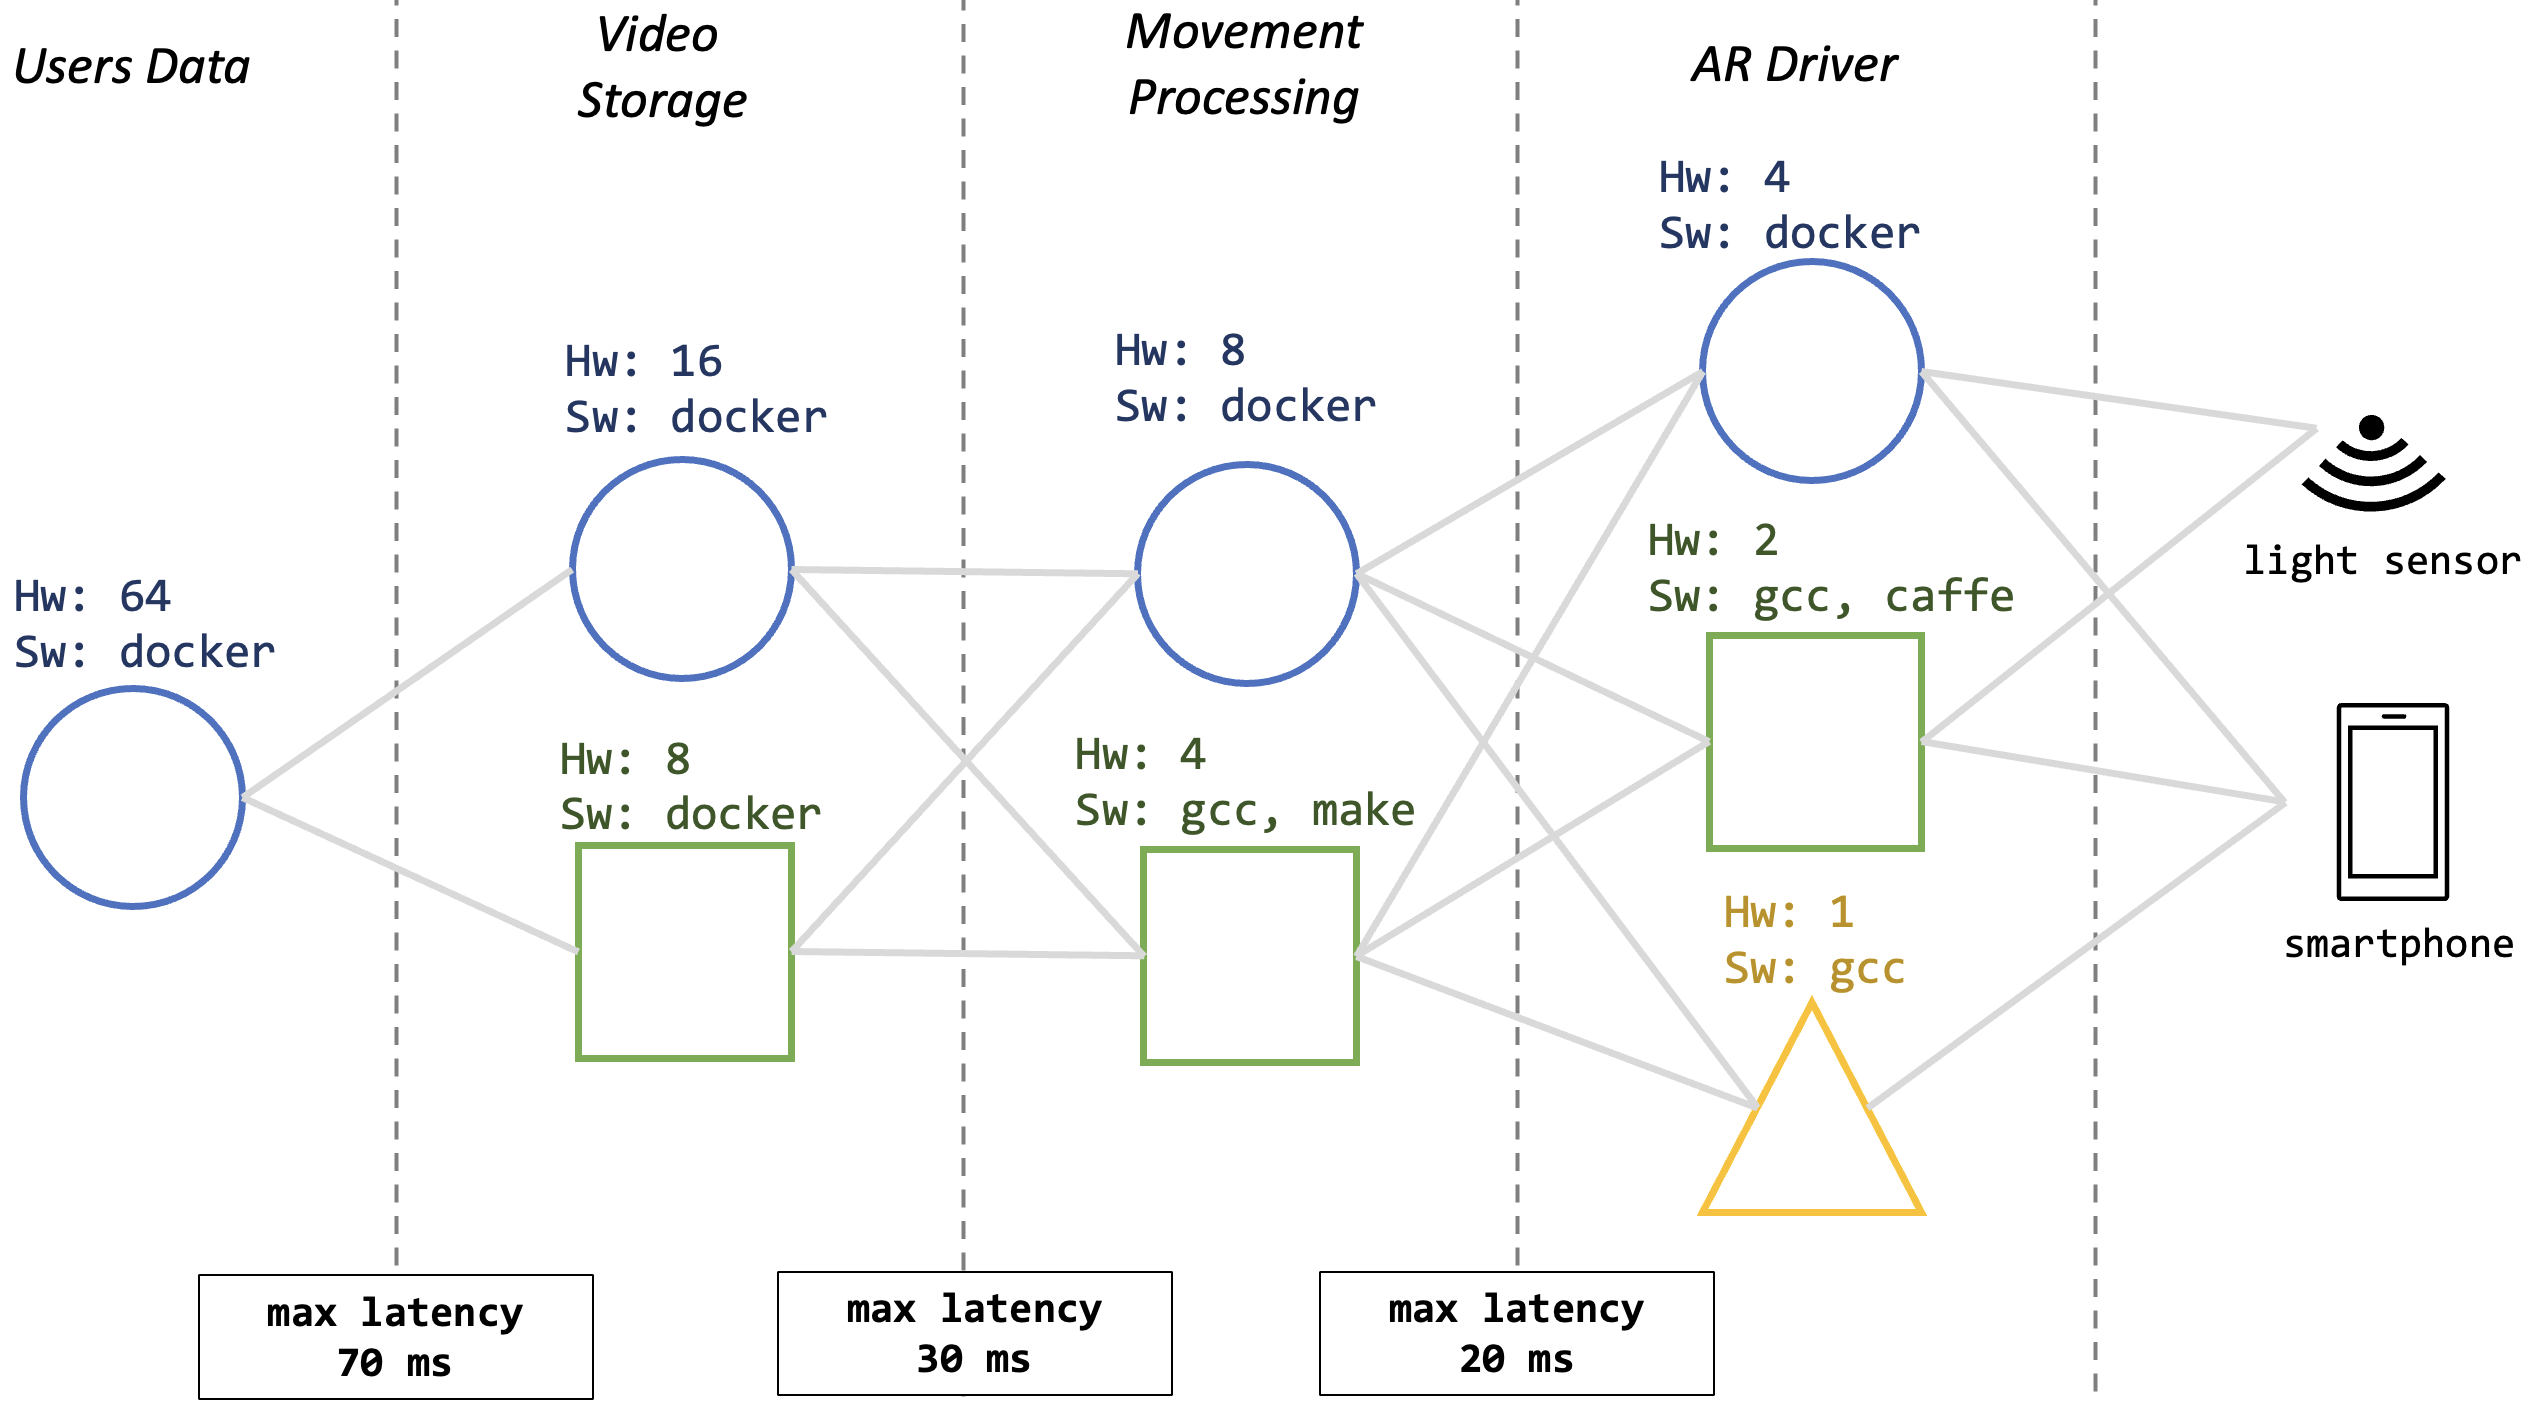 Users Data
Video
Storage
Movement
Processing
AR Driver
Hw: 64
Sw: docker
Hw: 16
Sw: docker
Hw: 8
Sw: docker
Hw: 8
Sw: docker
Hw: 4
Sw: gcc, make
Hw: 4
Sw: docker
Hw: 2
Sw: gcc, caffe
Hw: 1
Sw: gcc
light sensor
smartphone
max latency
70 ms
max latency
30 ms
max latency
20 ms